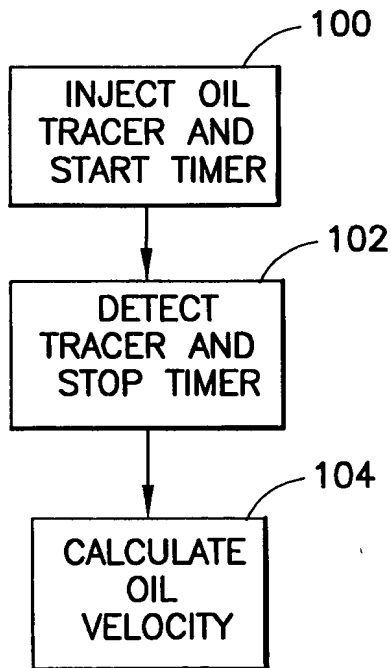 100
INJECT OIL
TRACER AND
START TIMER
102
DETECT
TRACER AND
STOP TIMER
104
CALCULATE
OIL
VELOCITY